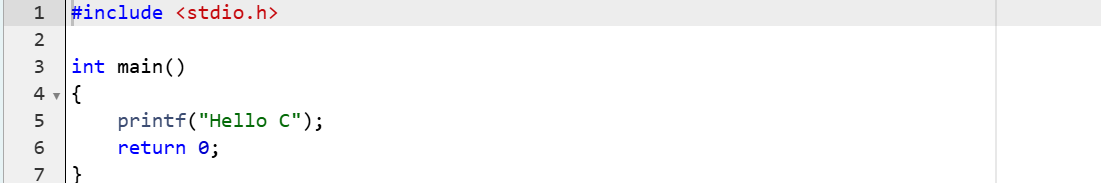 1 #include <stdio.h>
2
3 int main()
4 {
5     printf("Hello C");
6     return 0;
7 }